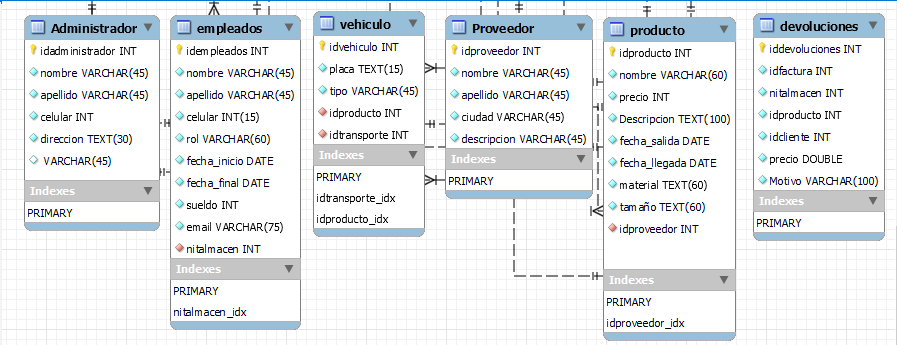 Administrador
idadministrador INT
nombre VARCHAR(45)
apellido VARCHAR(45)
celular INT
direccion TEXT(30)
VARCHAR(45)
Indexes
PRIMARY
empleados
idempleados INT
nombre VARCHAR(45)
apellido VARCHAR(45)
celular INT(15)
rol VARCHAR(60)
fecha_inicio DATE
fecha_final DATE
sueldo INT
email VARCHAR(75)
nitalmacen INT
Indexes
PRIMARY
nitalmacen_idx
vehiculo
idvehiculo INT
placa TEXT(15)
tipo VARCHAR(45)
idproducto INT
idtransporte INT
Indexes
PRIMARY
idtransporte_idx
idproducto_idx
Proveedor
idproveedor INT
nombre VARCHAR(45)
apellido VARCHAR(45)
ciudad VARCHAR(45)
descripcion VARCHAR(45)
Indexes
PRIMARY
producto
idproducto INT
nombre VARCHAR(60)
precio INT
Descripcion TEXT(100)
fecha_salida DATE
fecha_llegada DATE
material TEXT(60)
tamaño TEXT(60)
idproveedor INT
Indexes
PRIMARY
idproveedor_idx
devoluciones
iddevoluciones INT
idfactura INT
nitalmacen INT
idproducto INT
idcliente INT
precio DOUBLE
Motivo VARCHAR(100)
Indexes
PRIMARY